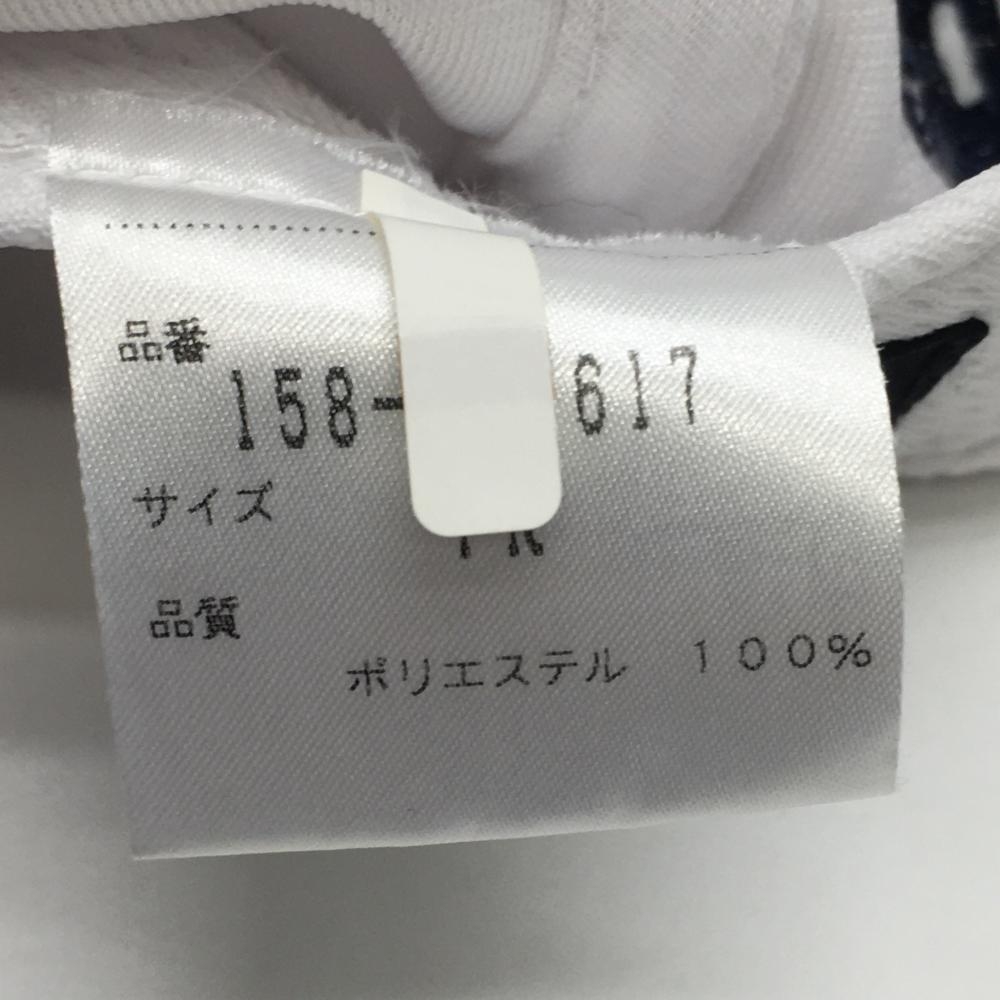 品番
158- 617
サイズ
品質
ポリエステル 100%